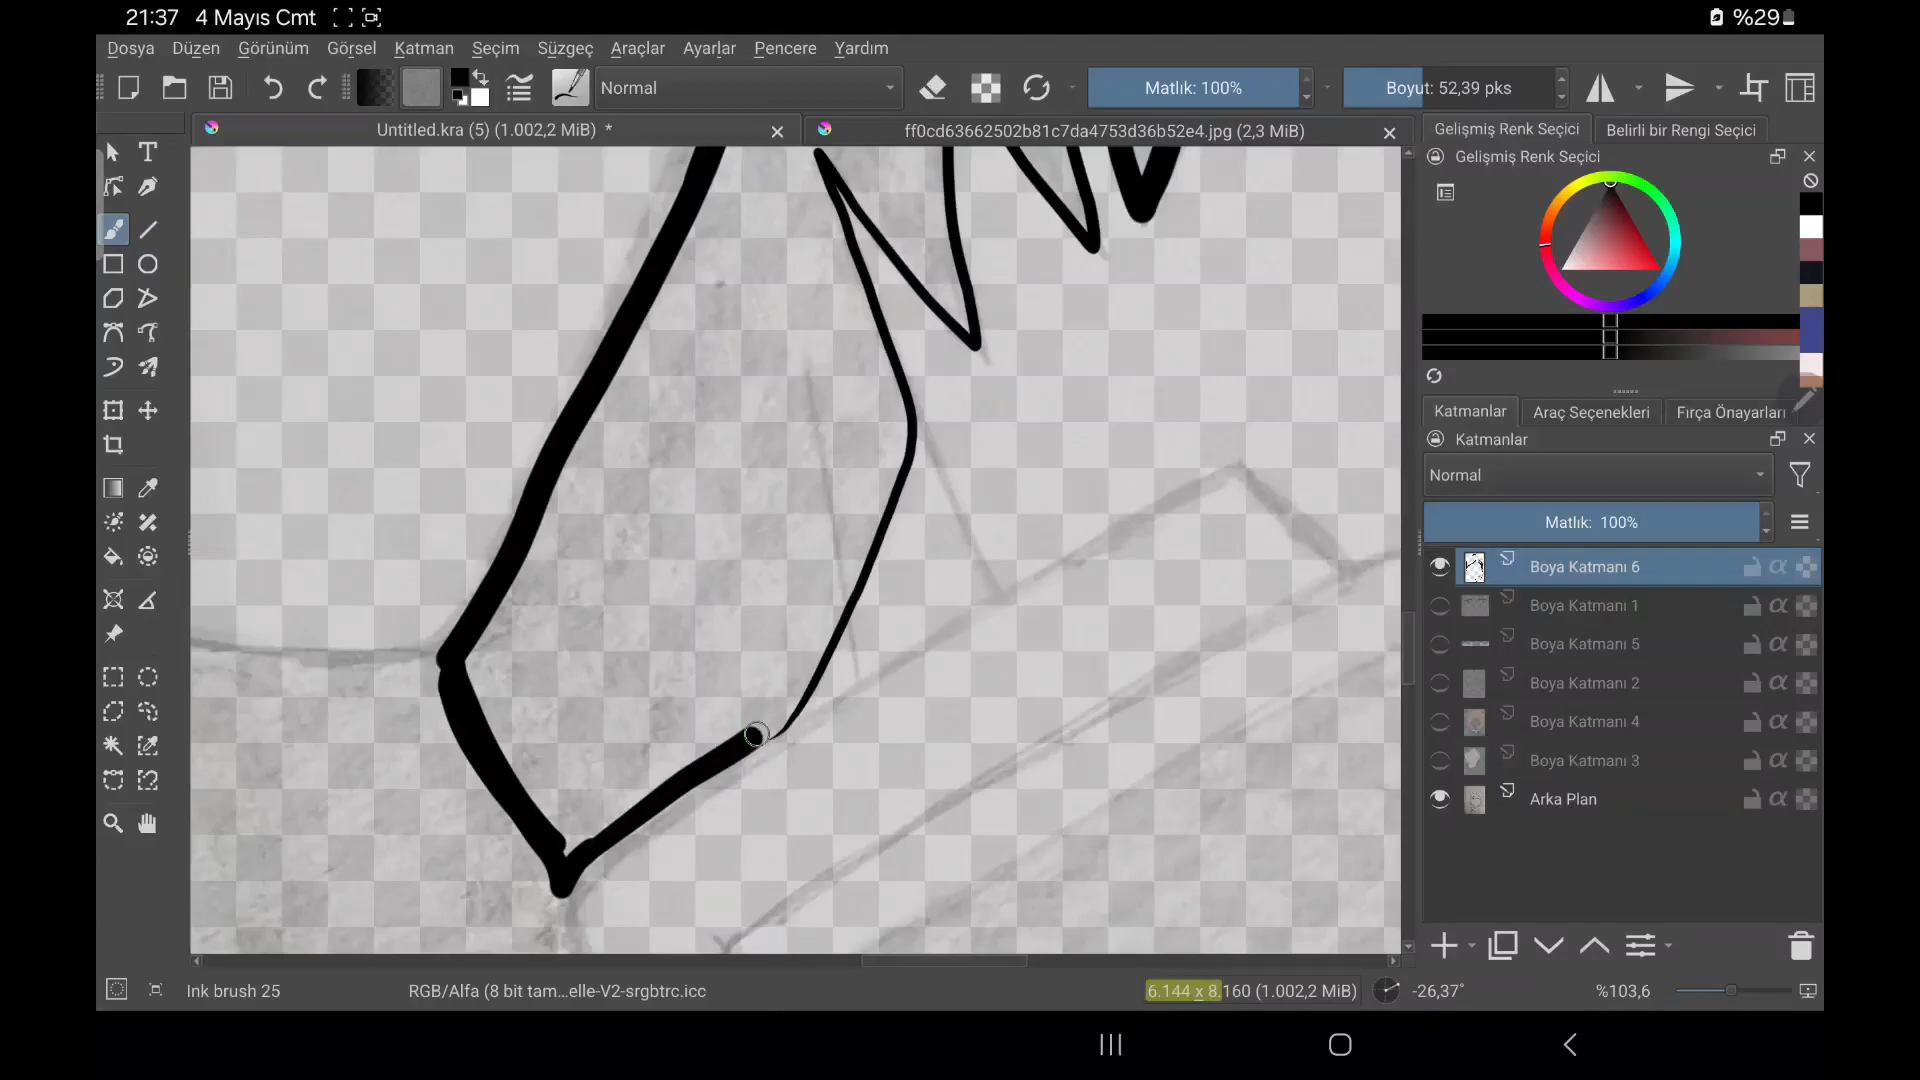 21:37 4 Mayıs Cmt %29
Dosya Düzen Görünüm Görsel Katman Seçim Süzgeç Araçlar Ayarlar Pencere Yardım
Normal Matlık: 100% Boyut: 52,39 pks
Untitled.kra (5) (1.002,2 MiB) * ff0cd63662502b81c7da4753d36b52e4.jpg (2,3 MiB)
Gelişmiş Renk Seçici Belirli bir Rengi Seçici
Gelişmiş Renk Seçici
Katmanlar Araç Seçenekleri Fırça Önayarları
Katmanlar
Normal
Matlık: 100%
Boya Katmanı 6
Boya Katmanı 1
Boya Katmanı 5
Boya Katmanı 2
Boya Katmanı 4
Boya Katmanı 3
Arka Plan
Ink brush 25 RGB/Alfa (8 bit tam...elle-V2-srgbtrc.icc 6.144 x 8.160 (1.002,2 MiB) -26,37° %103,6